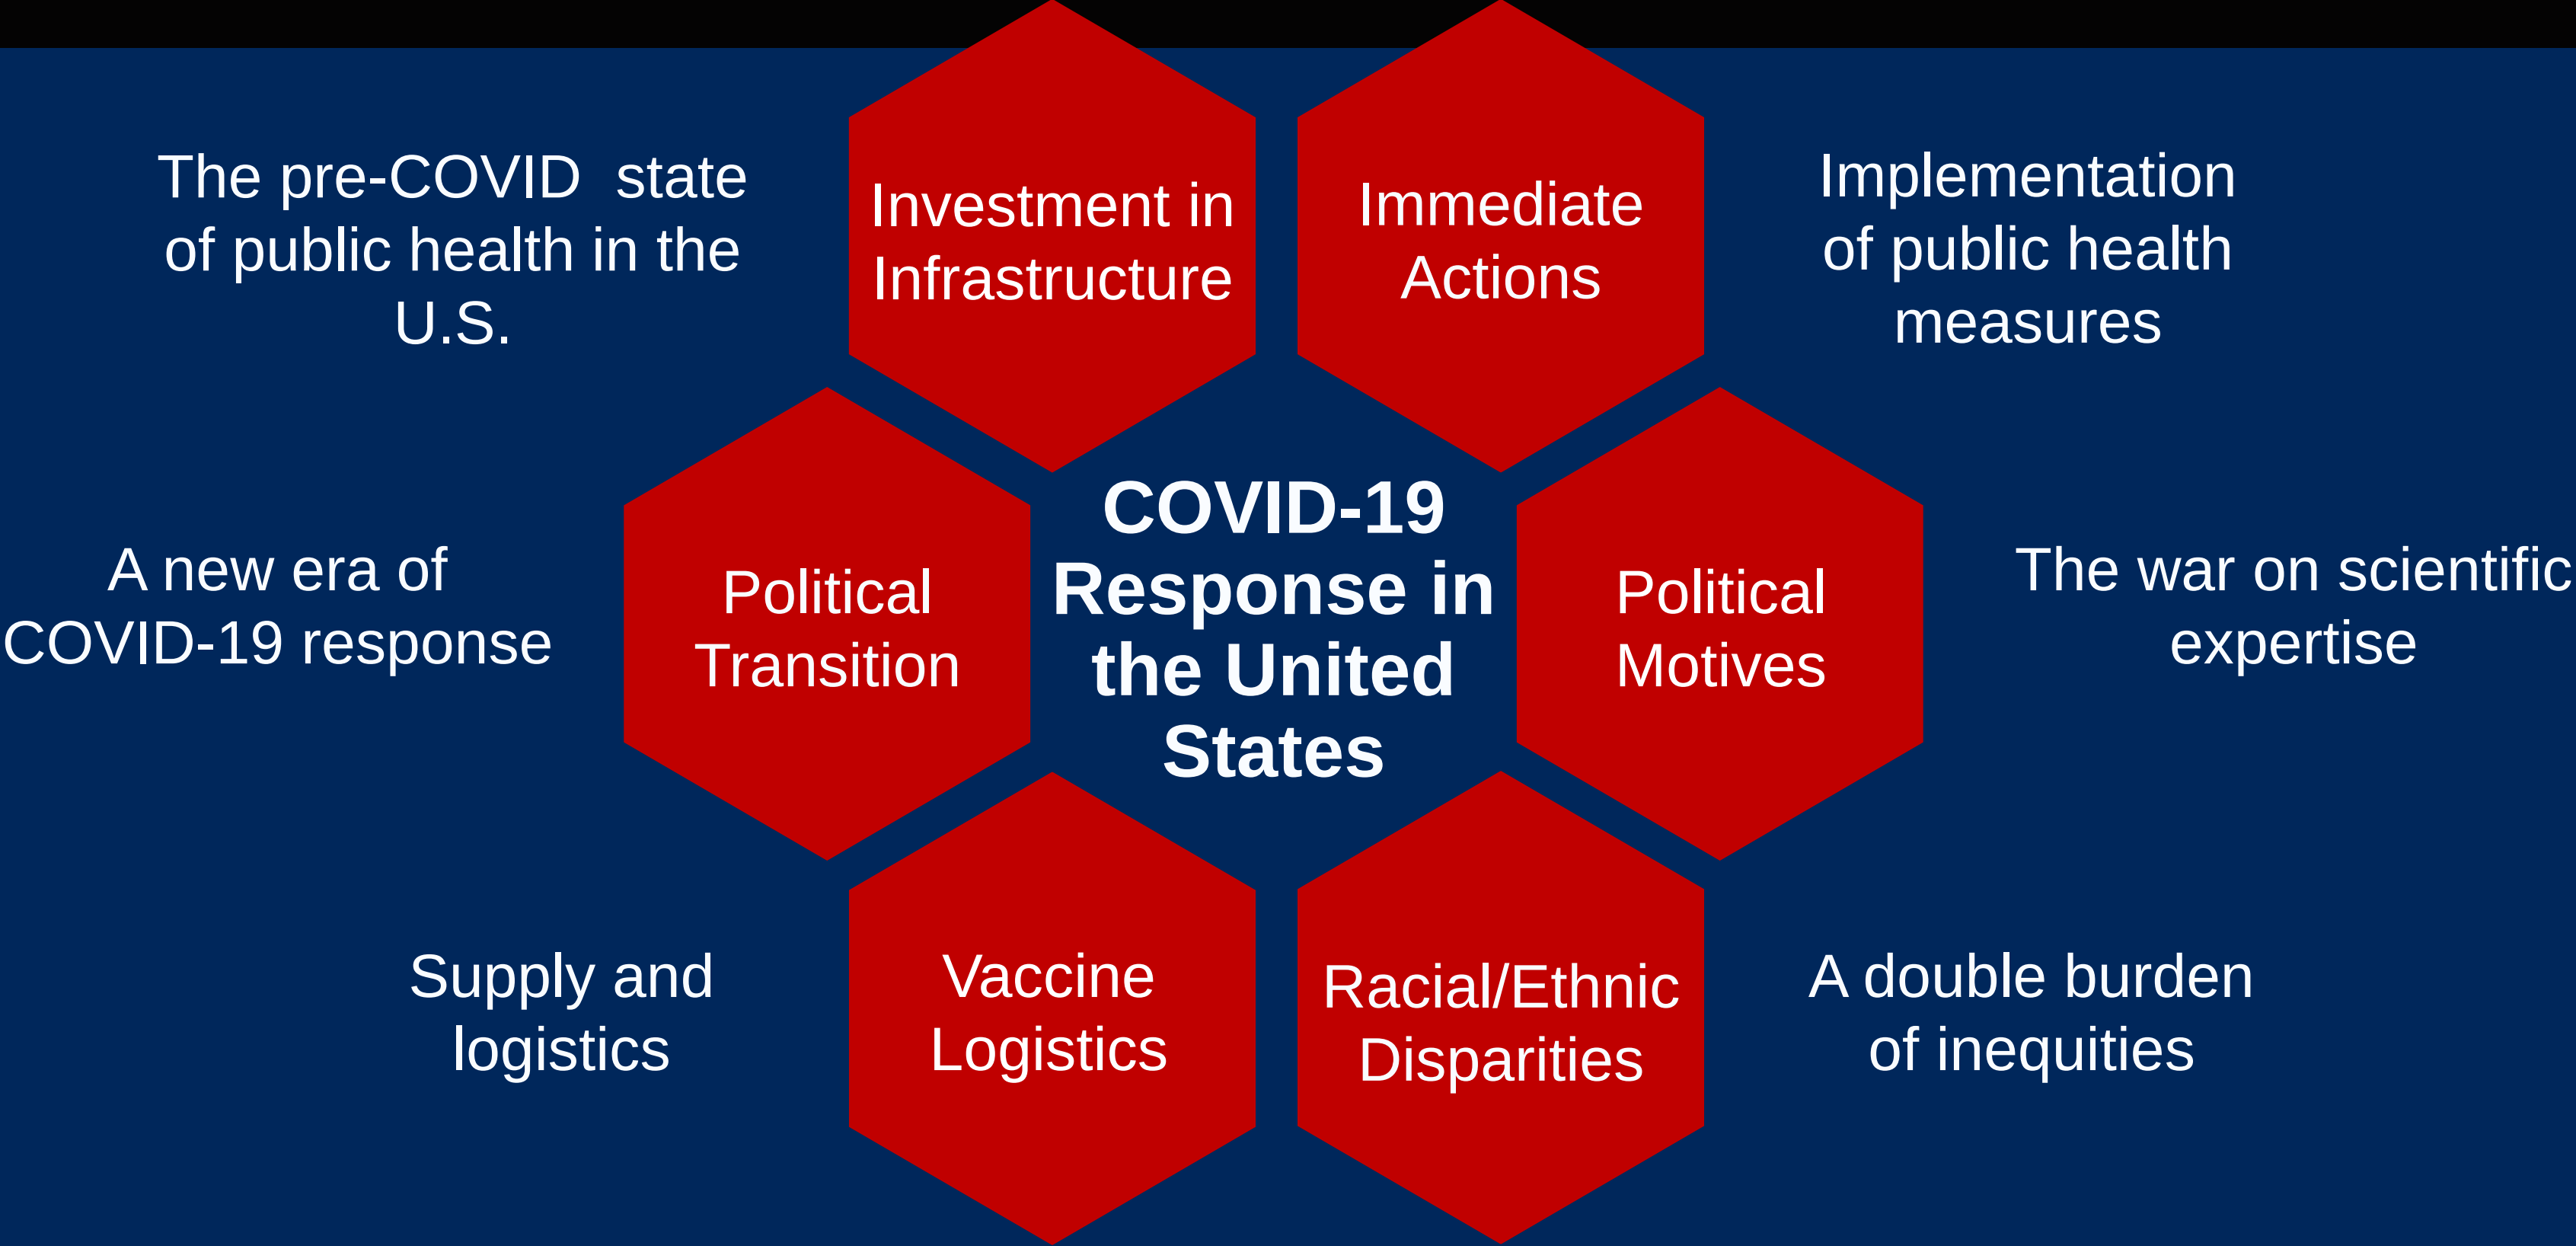 The pre-COVID  state
of public health in the
U.S.
Investment in
Infrastructure
Immediate
Actions
Implementation
of public health
measures
A new era of
COVID-19 response
Political
Transition
COVID-19
Response in
the United
States
Political
Motives
The war on scientific
expertise
Supply and
logistics
Vaccine
Logistics
Racial/Ethnic
Disparities
A double burden
of inequities